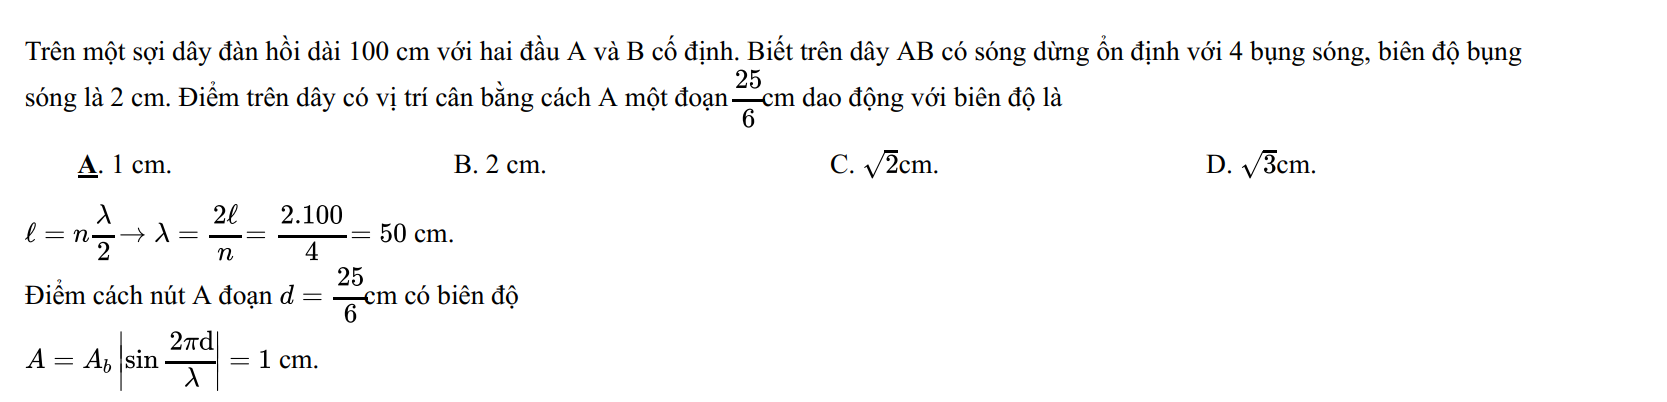 Trên một sợi dây đàn hồi dài 100 cm với hai đầu A và B cố định. Biết trên dây AB có sóng dừng ổn định với 4 bụng sóng, biên độ bụng
sóng là 2 cm. Điểm trên dây có vị trí cân bằng cách A một đoạn $\frac{25}{6}$cm dao động với biên độ là
A. 1 cm. B. 2 cm. C. $\sqrt{2}$cm. D. $\sqrt{3}$cm.
$\ell = n\frac{\lambda}{2} \rightarrow \lambda = \frac{2\ell}{n} = \frac{2.100}{4} = 50$ cm.
Điểm cách nút A đoạn $d = \frac{25}{6}$cm có biên độ
$A = A_b \left|\sin \frac{2\pi d}{\lambda}\right| = 1$ cm.